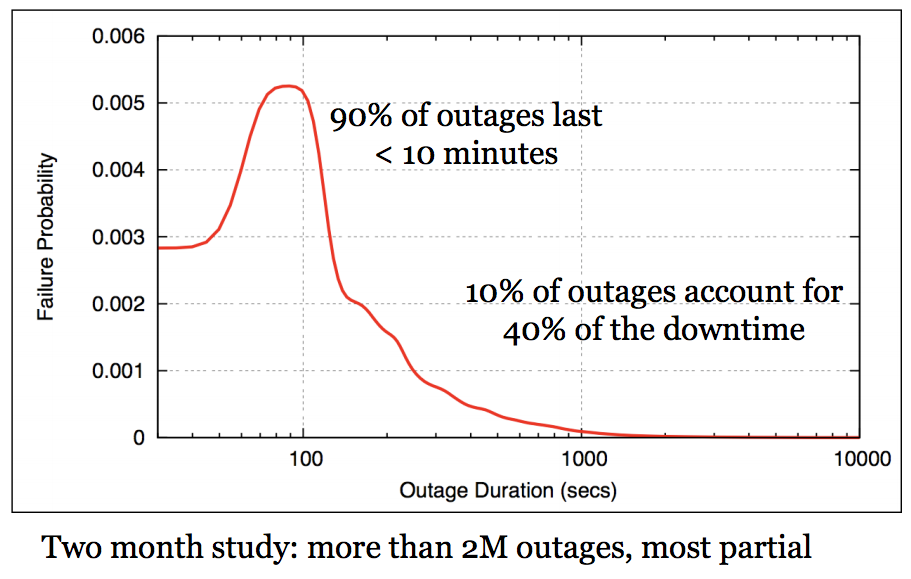 0.006
0.005
0.004
0.003
0.002
0.001
0
Failure Probability
90% of outages last
< 10 minutes
10% of outages account for
40% of the downtime
100
1000
10000
Outage Duration (secs)
Two month study: more than 2M outages, most partial